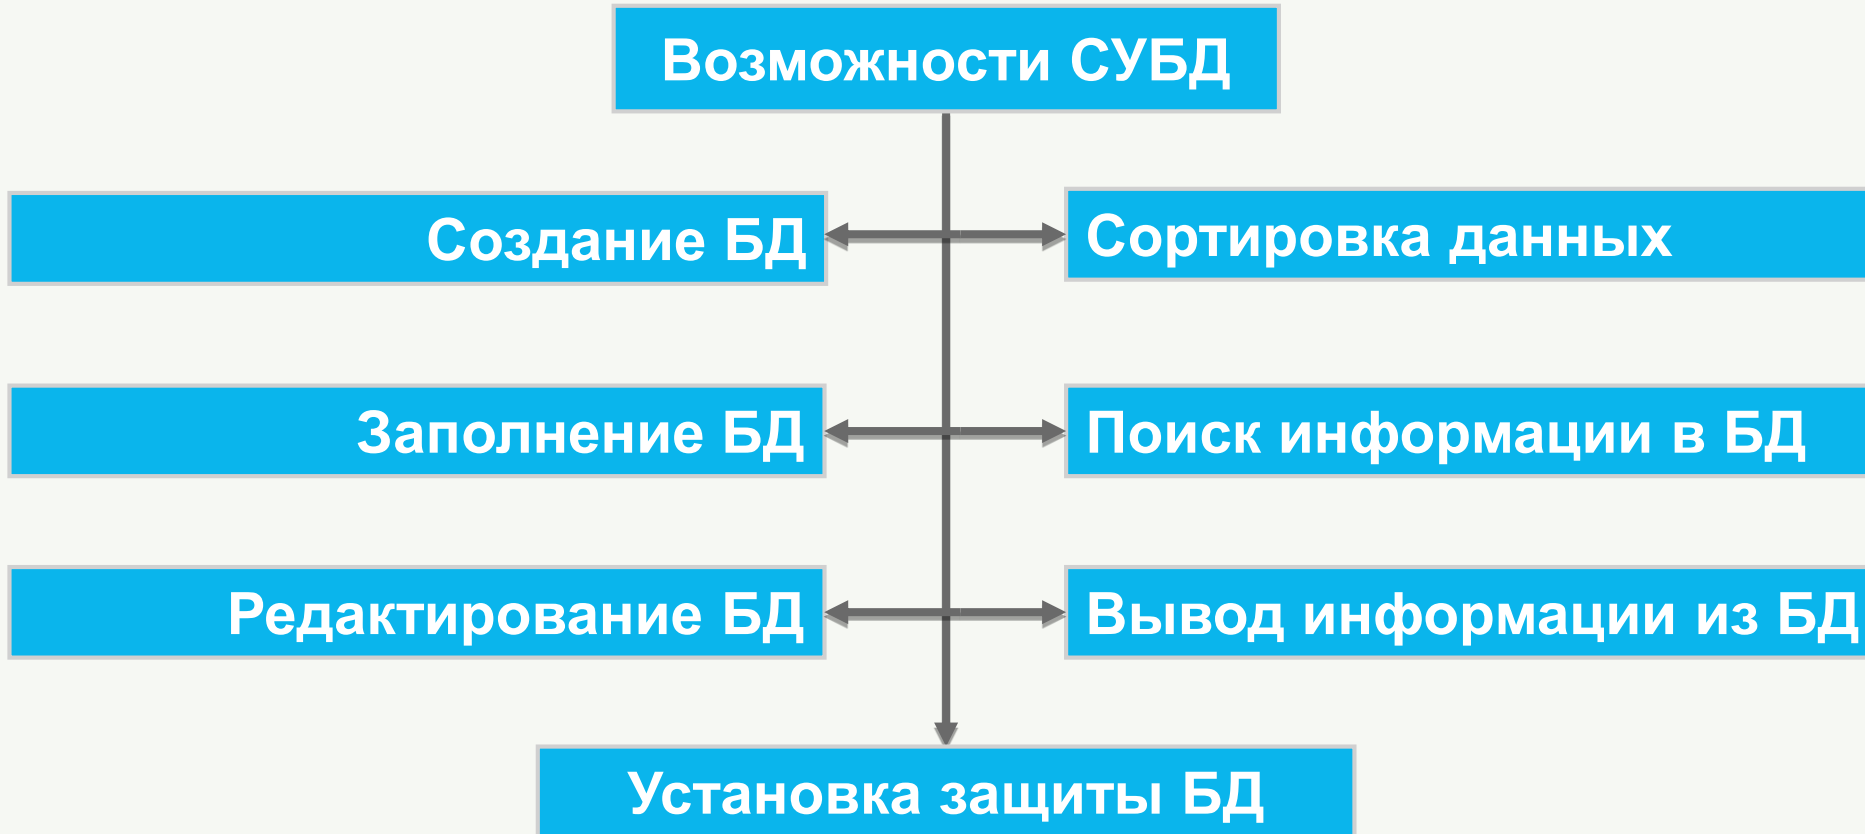 Возможности СУБД
Создание БД
Сортировка данных
Заполнение БД
Поиск информации в БД
Редактирование БД
Вывод информации из БД
Установка защиты БД